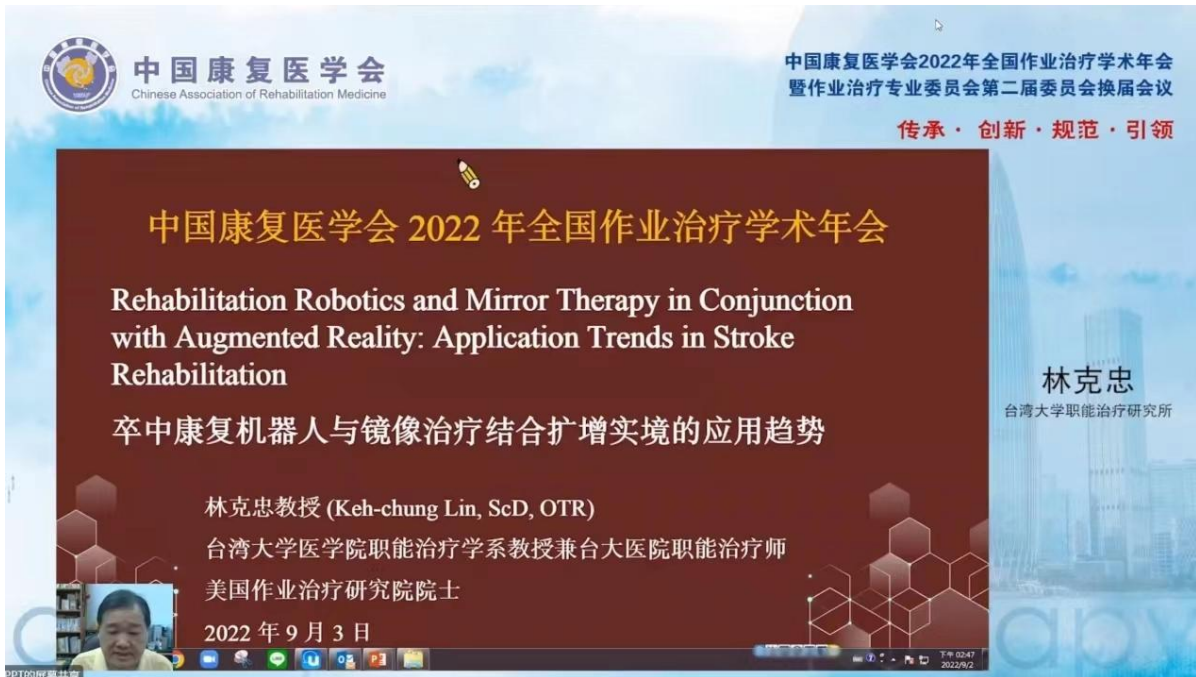 中国康复医学会
Chinese Association of Rehabilitation Medicine
中国康复医学会2022年全国作业治疗学术年会
暨作业治疗专业委员会第二届委员会换届会议
传承 · 创新 · 规范 · 引领
中国康复医学会 2022 年全国作业治疗学术年会
Rehabilitation Robotics and Mirror Therapy in Conjunction
with Augmented Reality: Application Trends in Stroke
Rehabilitation
卒中康复机器人与镜像治疗结合扩增实境的应用趋势
林克忠教授 (Keh-chung Lin, ScD, OTR)
台湾大学医学院职能治疗学系教授兼台大医院职能治疗师
美国作业治疗研究院院士
2022 年 9 月 3 日
林克忠
台湾大学职能治疗研究所
下午 02:47
2022/9/2